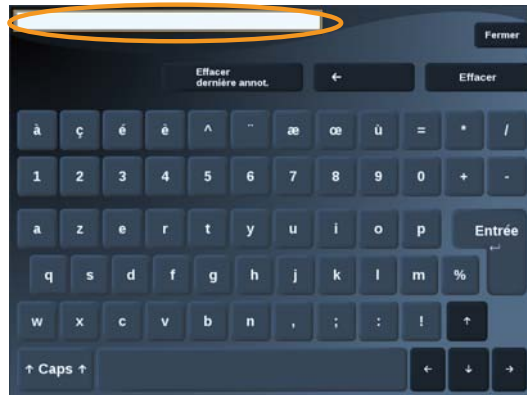 Fermer
Effacer
dernière annot.
← Effacer
à ç é è ^ ¨ æ œ ù = * /
1 2 3 4 5 6 7 8 9 0 + -
a z e r t y u i o p Entrée
↵
q s d f g h j k l m %
w x c v b n , ; : ! ↑
↑ Caps ↑ ← ↓ →